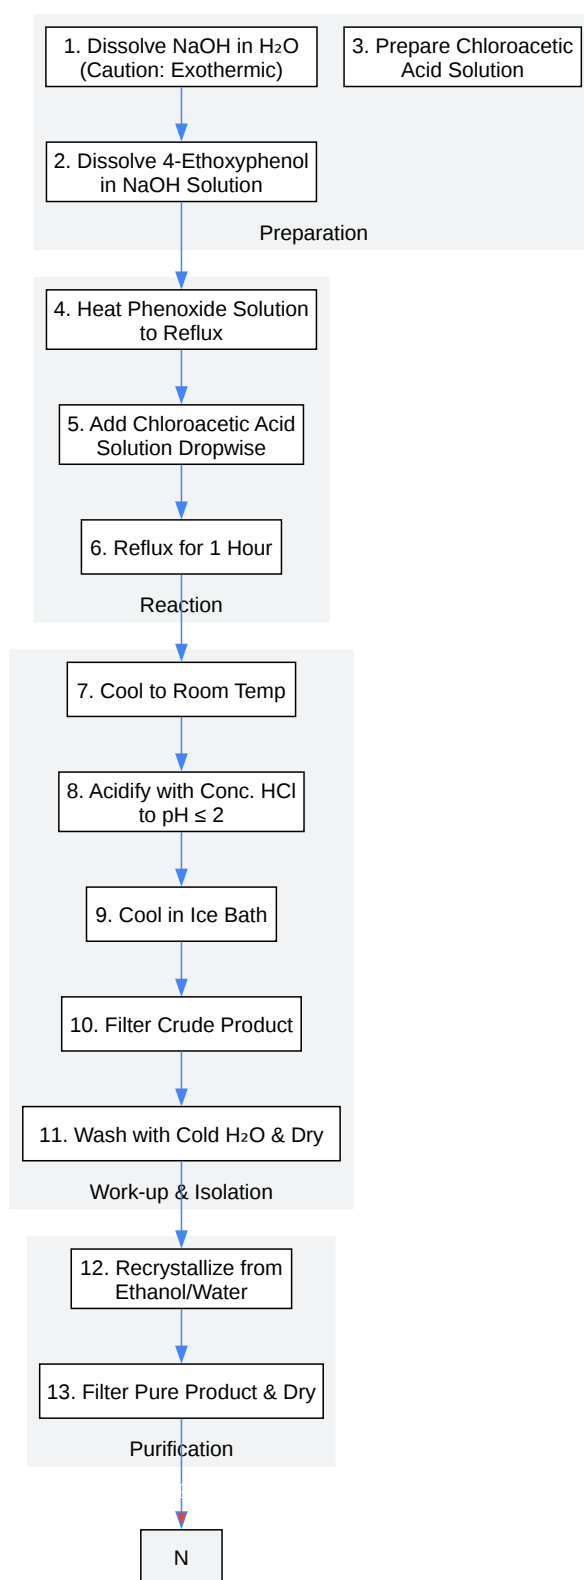 1. Dissolve NaOH in H₂O
(Caution: Exothermic)
3. Prepare Chloroacetic
Acid Solution
2. Dissolve 4-Ethoxyphenol
in NaOH Solution
Preparation
4. Heat Phenoxide Solution
to Reflux
5. Add Chloroacetic Acid
Solution Dropwise
6. Reflux for 1 Hour
Reaction
7. Cool to Room Temp
8. Acidify with Conc. HCl
to pH ≤ 2
9. Cool in Ice Bath
10. Filter Crude Product
11. Wash with Cold H₂O & Dry
Work-up & Isolation
12. Recrystallize from
Ethanol/Water
13. Filter Pure Product & Dry
Purification
N